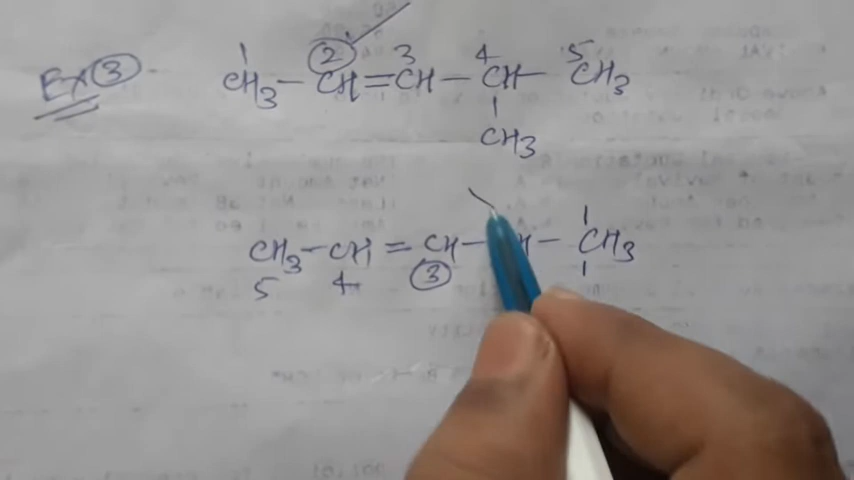 1 2 3 4 5
Ex 3 - CH3 - CH = CH - CH - CH3
CH3
1
CH3 - CH = CH - H - CH3
5 4 3 1